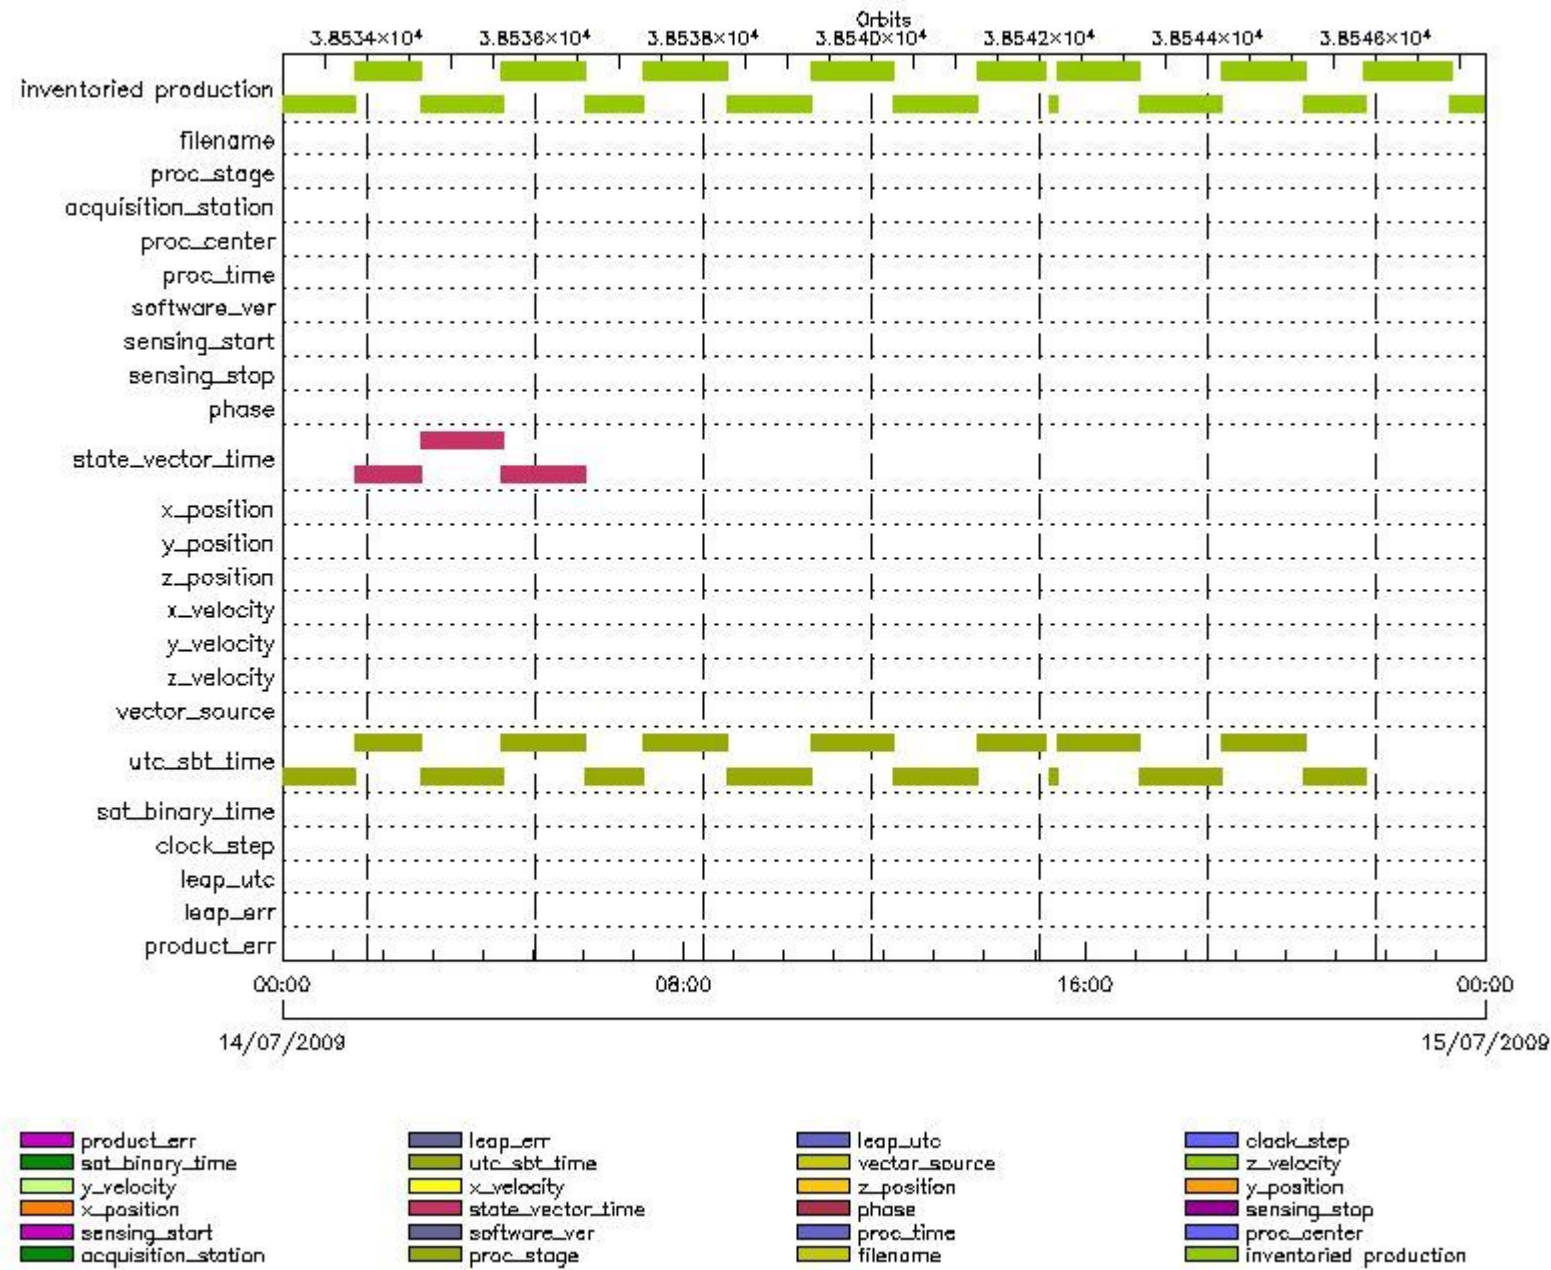 Orbits
3.8534×10⁴ 3.8536×10⁴ 3.8538×10⁴ 3.8540×10⁴ 3.8542×10⁴ 3.8544×10⁴ 3.8546×10⁴
inventoried production
filename
proc_stage
acquisition_station
proc_center
proc_time
software_ver
sensing_start
sensing_stop
phase
state_vector_time
x_position
y_position
z_position
x_velocity
y_velocity
z_velocity
vector_source
utc_sbt_time
sat_binary_time
clock_step
leap_utc
leap_err
product_err
00:00 08:00 16:00 00:00
14/07/2009 15/07/2009
product_err leap_err leap_utc clock_step
sat_binary_time utc_sbt_time vector_source z_velocity
y_velocity x_velocity z_position y_position
x_position state_vector_time phase sensing_stop
sensing_start software_ver proc_time proc_center
acquisition_station proc_stage filename inventoried production